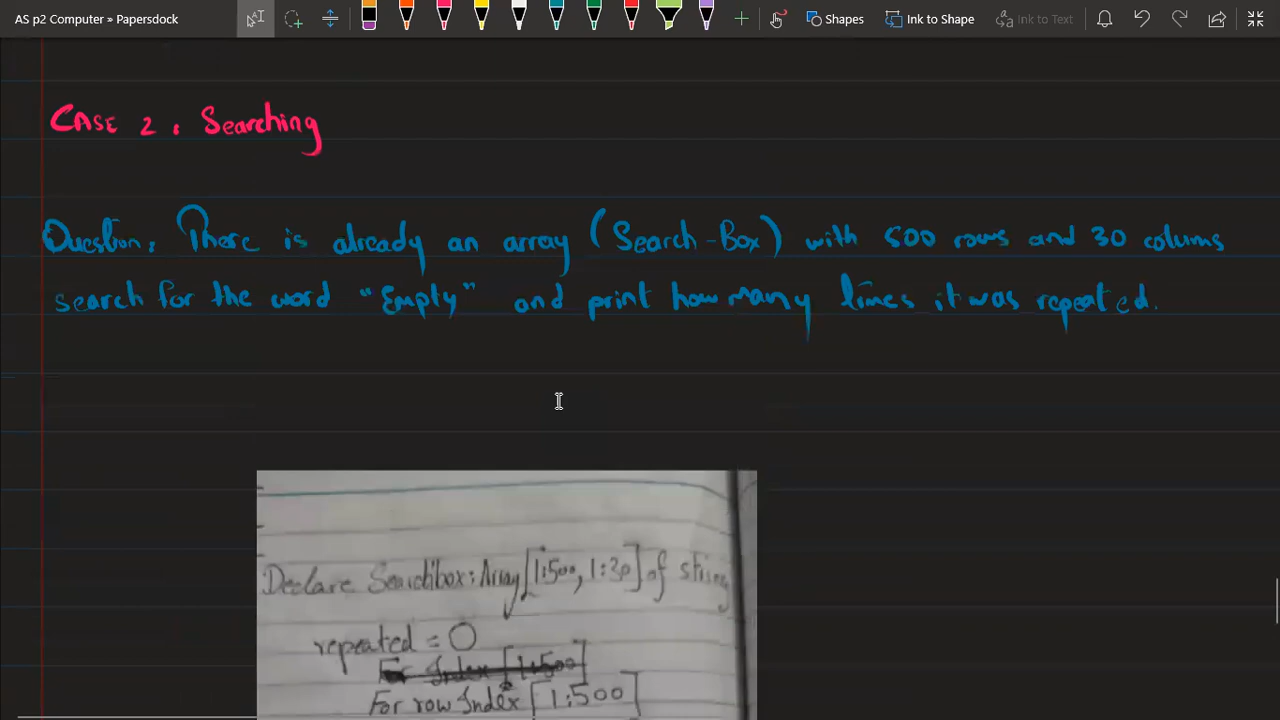 AS p2 Computer » Papersdock
Shapes
Ink to Shape
Ink to Text
CASE 2 : Searching
Question: There is already an array (Search-Box) with 500 rows and 30 colums
search for the word "Empty" and print how many times it was repeated.
Declare Searchbox: Array [1:500, 1:30] of string
repeated = 0
For Index [1:500]
For row Index [1:500]